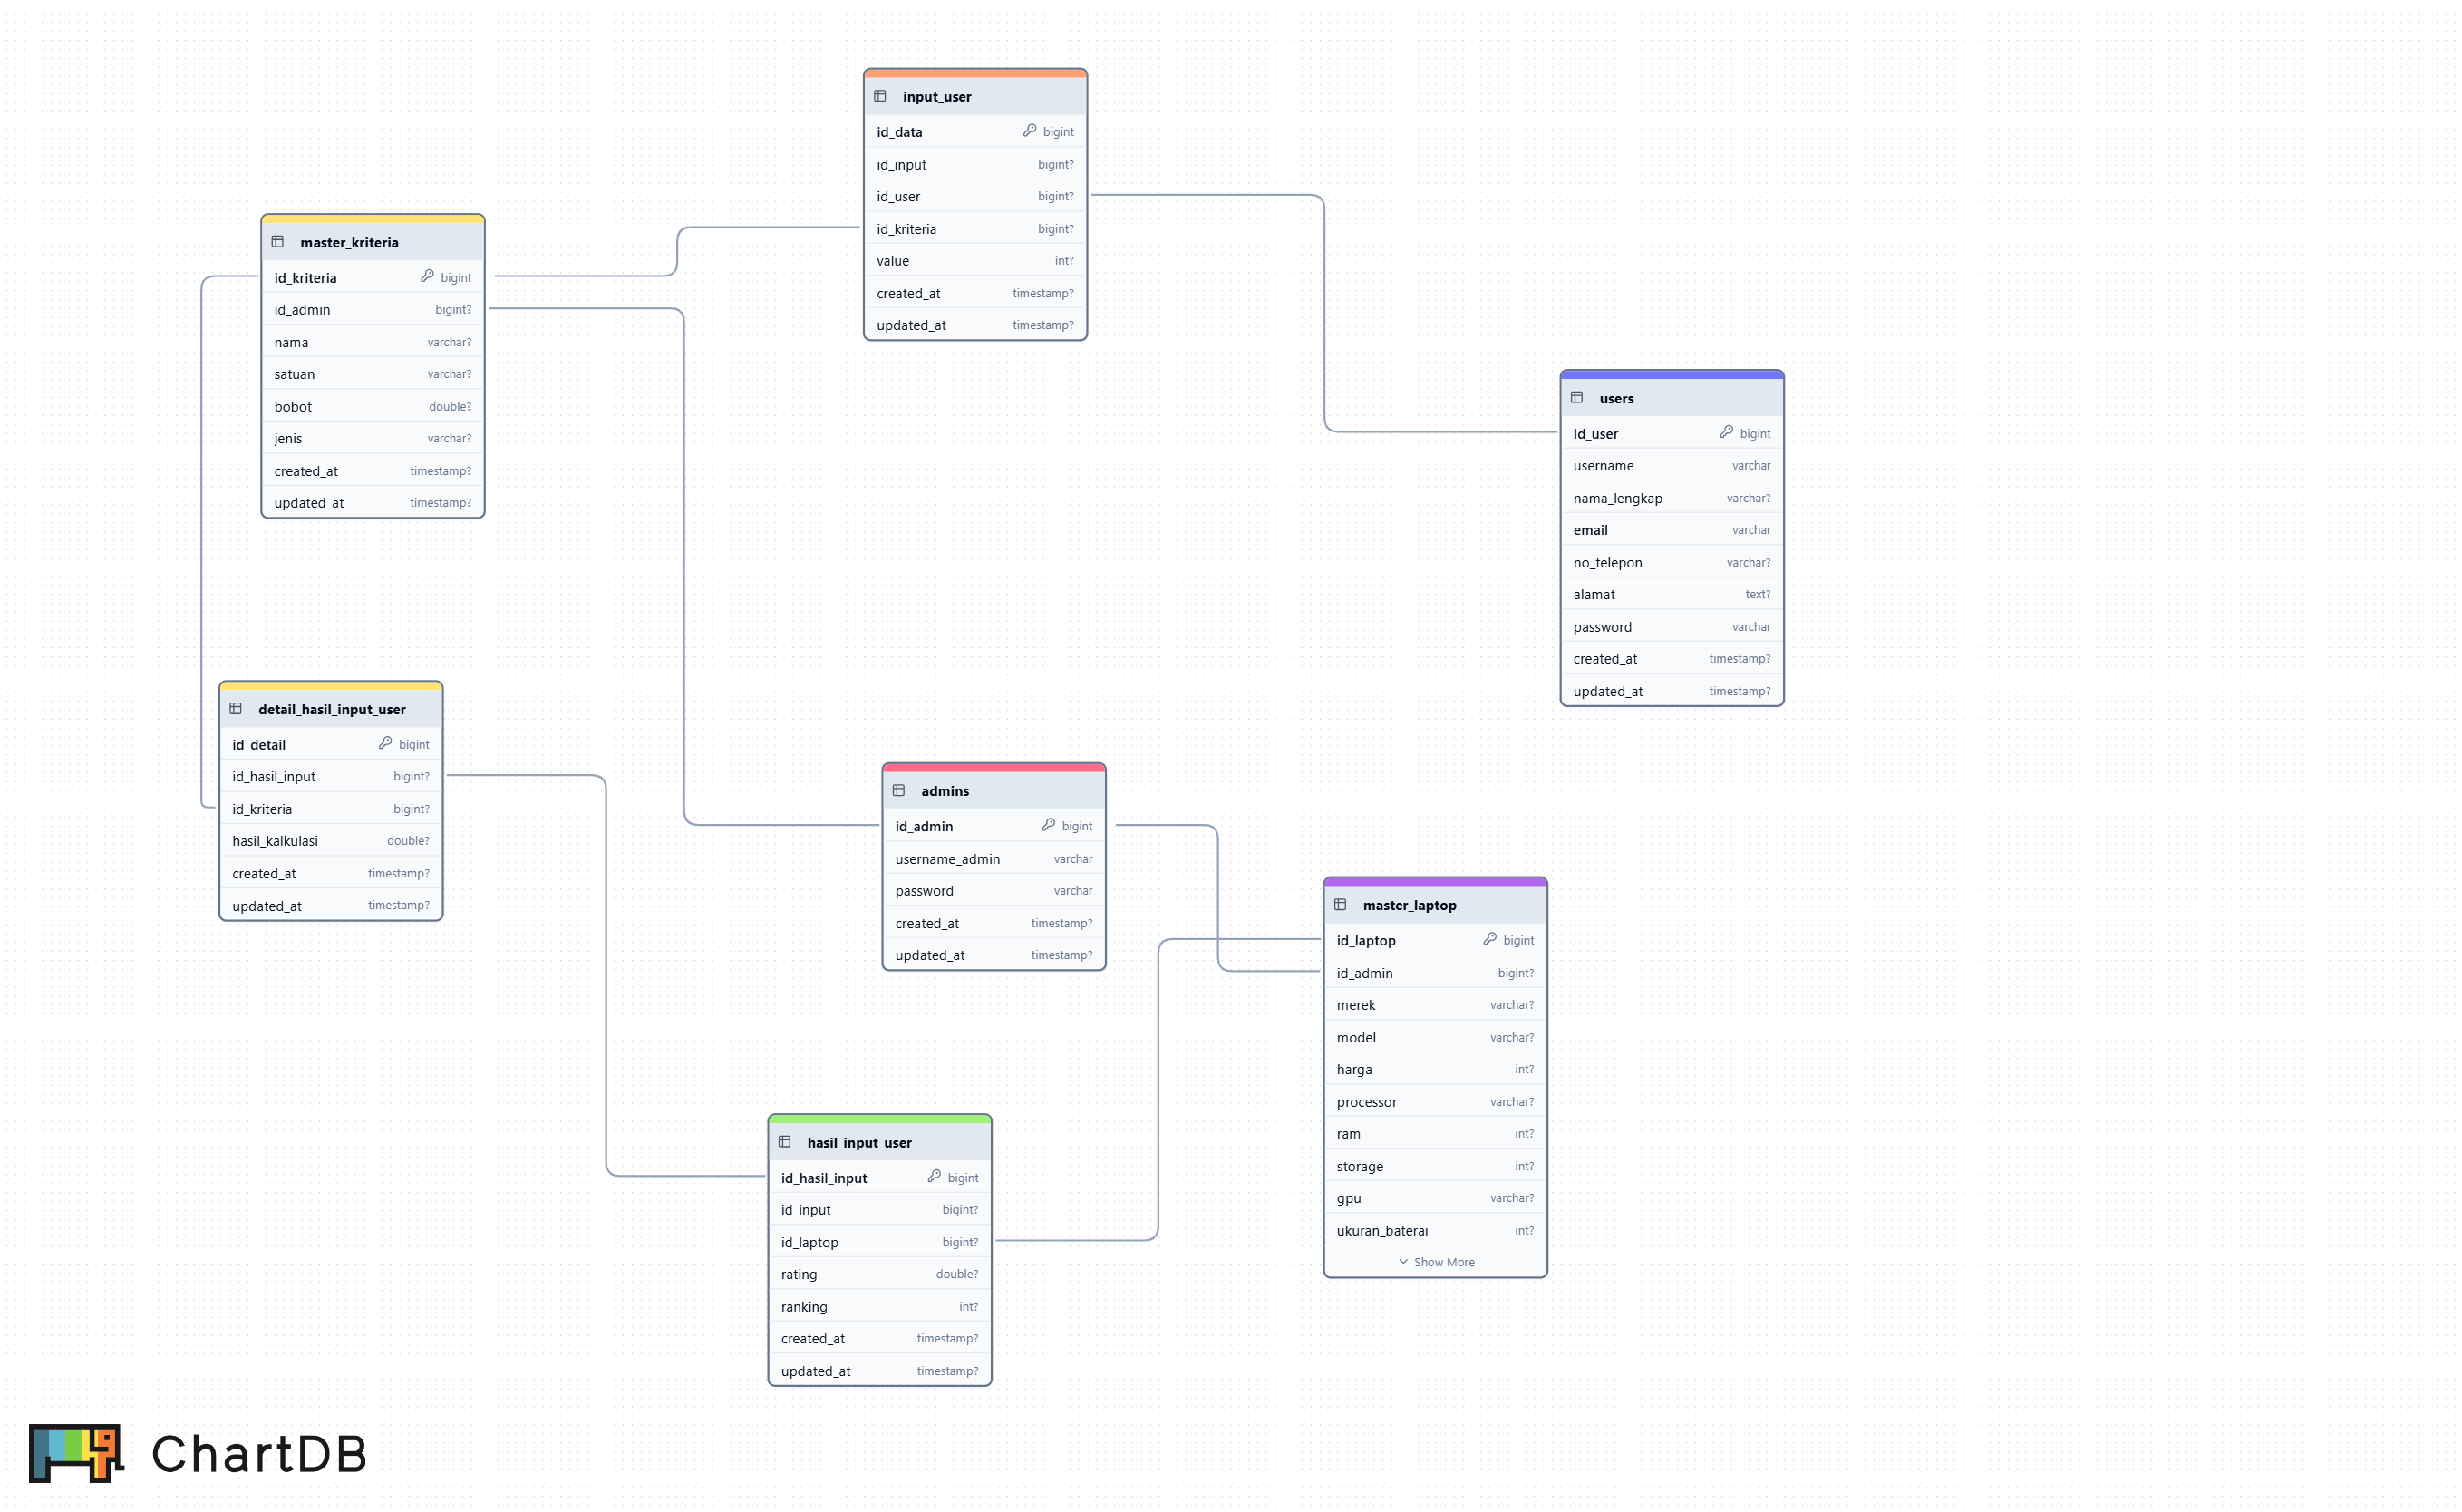 input_user
id_data bigint
id_input bigint?
id_user bigint?
id_kriteria bigint?
value int?
created_at timestamp?
updated_at timestamp?
master_kriteria
id_kriteria bigint
id_admin bigint?
nama varchar?
satuan varchar?
bobot double?
jenis varchar?
created_at timestamp?
updated_at timestamp?
users
id_user bigint
username varchar
nama_lengkap varchar?
email varchar
no_telepon varchar?
alamat text?
password varchar
created_at timestamp?
updated_at timestamp?
detail_hasil_input_user
id_detail bigint
id_hasil_input bigint?
id_kriteria bigint?
hasil_kalkulasi double?
created_at timestamp?
updated_at timestamp?
admins
id_admin bigint
username_admin varchar
password varchar
created_at timestamp?
updated_at timestamp?
master_laptop
id_laptop bigint
id_admin bigint?
merek varchar?
model varchar?
harga int?
processor varchar?
ram int?
storage int?
gpu varchar?
ukuran_baterai int?
Show More
hasil_input_user
id_hasil_input bigint
id_input bigint?
id_laptop bigint?
rating double?
ranking int?
created_at timestamp?
updated_at timestamp?
ChartDB